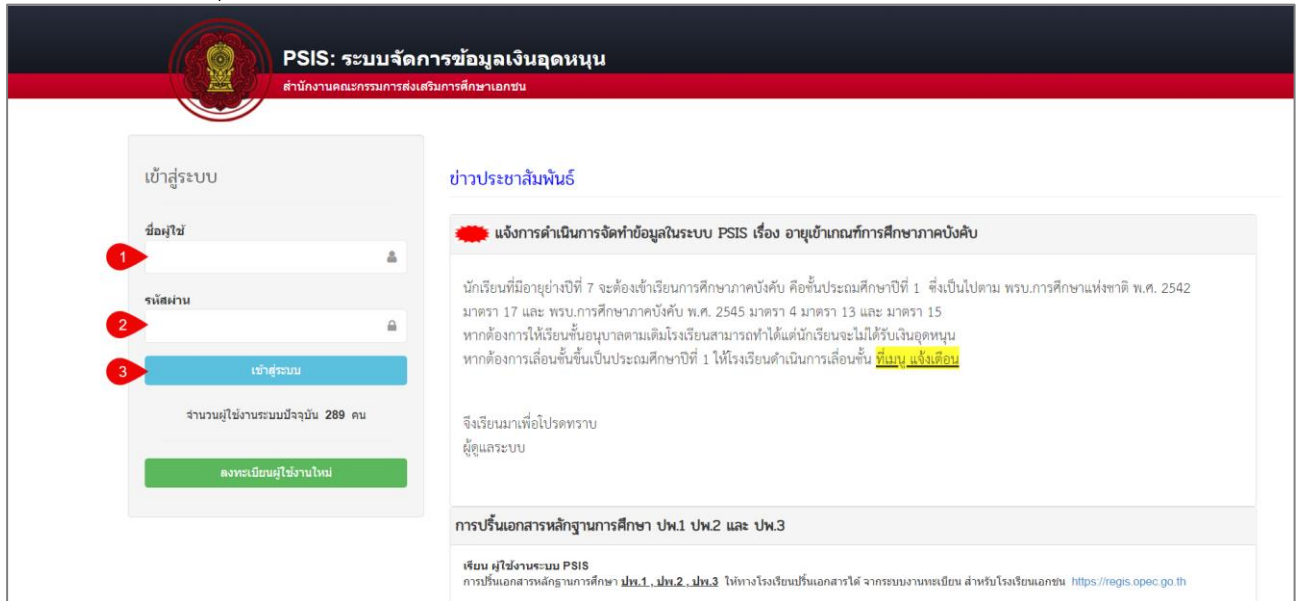 PSIS: ระบบจัดการข้อมูลเงินอุดหนุน
สำนักงานคณะกรรมการส่งเสริมการศึกษาเอกชน
เข้าสู่ระบบ
ชื่อผู้ใช้
1
รหัสผ่าน
2
3
เข้าสู่ระบบ
จำนวนผู้ใช้งานระบบปัจจุบัน 289 คน
ลงทะเบียนผู้ใช้งานใหม่
ข่าวประชาสัมพันธ์
แจ้งการดำเนินการจัดทำข้อมูลในระบบ PSIS เรื่อง อายุเข้าเกณฑ์การศึกษาภาคบังคับ
นักเรียนที่มีอายุย่างปีที่ 7 จะต้องเข้าเรียนการศึกษาภาคบังคับ คือชั้นประถมศึกษาปีที่ 1 ซึ่งเป็นไปตาม พรบ.การศึกษาแห่งชาติ พ.ศ. 2542
มาตรา 17 และ พรบ.การศึกษาภาคบังคับ พ.ศ. 2545 มาตรา 4 มาตรา 13 และ มาตรา 15
หากต้องการให้เรียนชั้นอนุบาลตามเดิมโรงเรียนสามารถทำได้แต่นักเรียนจะไม่ได้รับเงินอุดหนุน
หากต้องการเลื่อนชั้นขึ้นเป็นประถมศึกษาปีที่ 1 ให้โรงเรียนดำเนินการเลื่อนชั้น ที่เมนู แจ้งเตือน
จึงเรียนมาเพื่อโปรดทราบ
ผู้ดูแลระบบ
การปริ้นเอกสารหลักฐานการศึกษา ปพ.1 ปพ.2 และ ปพ.3
เรียน ผู้ใช้งานระบบ PSIS
การปริ้นเอกสารหลักฐานการศึกษา ปพ.1 , ปพ.2 , ปพ.3 ให้ทางโรงเรียนปริ้นเอกสารได้ จากระบบงานทะเบียน สำหรับโรงเรียนเอกชน https://regis.opec.go.th